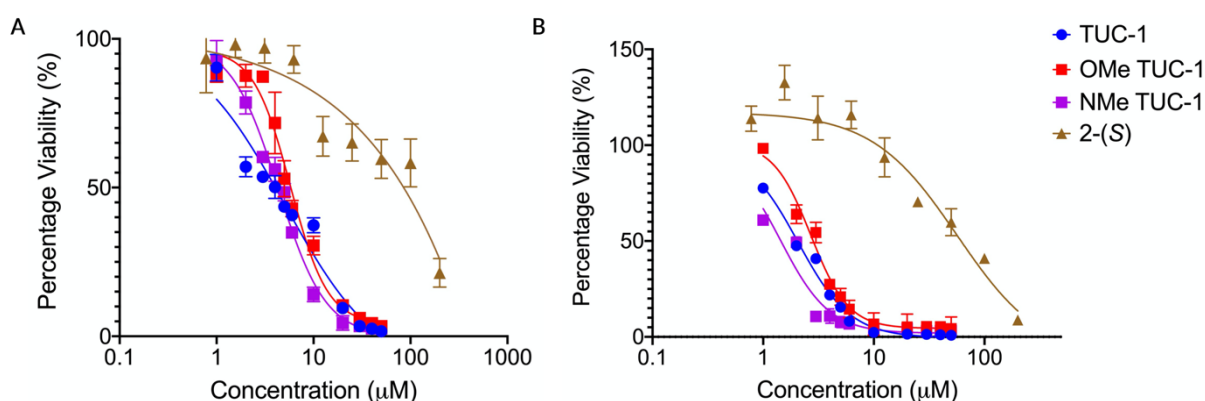 A
Percentage Viability (%)
100
50
0
0.1
1
10
100
1000
Concentration (μM)
B
Percentage Viability (%)
150
100
50
0
0.1
1
10
100
Concentration (μM)
TUC-1
OMe TUC-1
NMe TUC-1
2-(S)